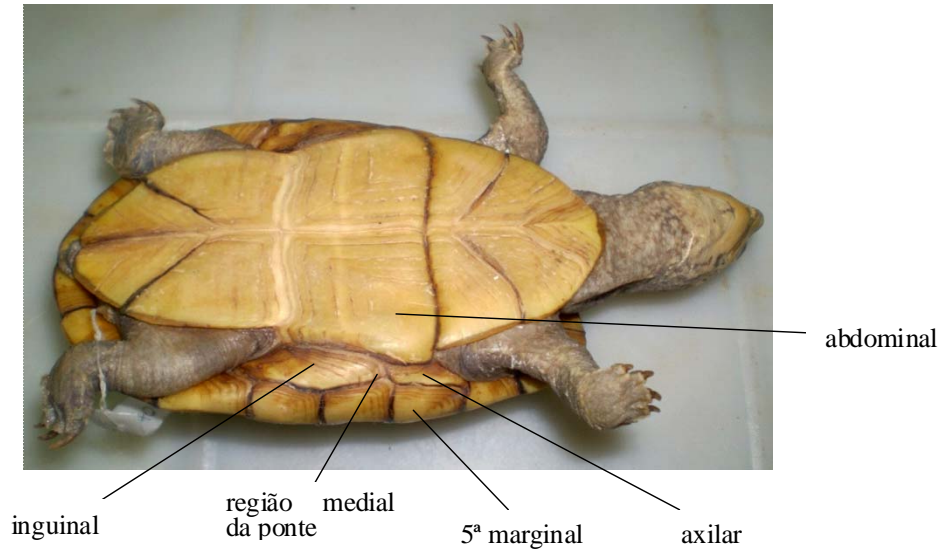 abdominal
inguinal
região medial
da ponte
5ª marginal
axilar